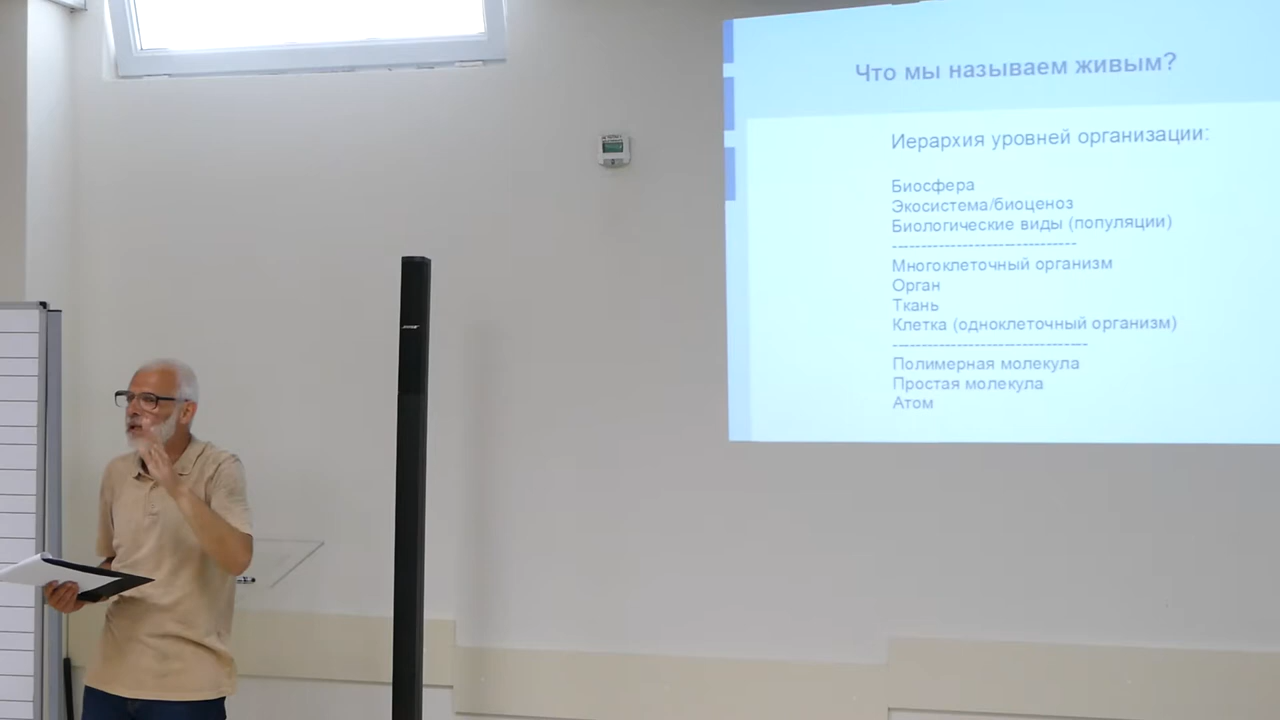 Что мы называем живым?
Иерархия уровней организации:
Биосфера
Экосистема/биоценоз
Биологические виды (популяции)
--------------------------------
Многоклеточный организм
Орган
Ткань
Клетка (одноклеточный организм)
----------------------------------
Полимерная молекула
Простая молекула
Атом
BOSE